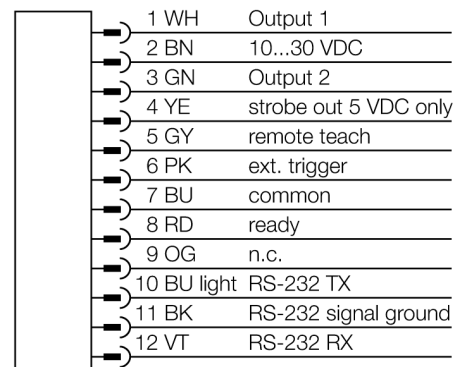 1 WH Output 1
2 BN 10...30 VDC
3 GN Output 2
4 YE strobe out 5 VDC only
5 GY remote teach
6 PK ext. trigger
7 BU common
8 RD ready
9 OG n.c.
10 BU light RS-232 TX
11 BK RS-232 signal ground
12 VT RS-232 RX